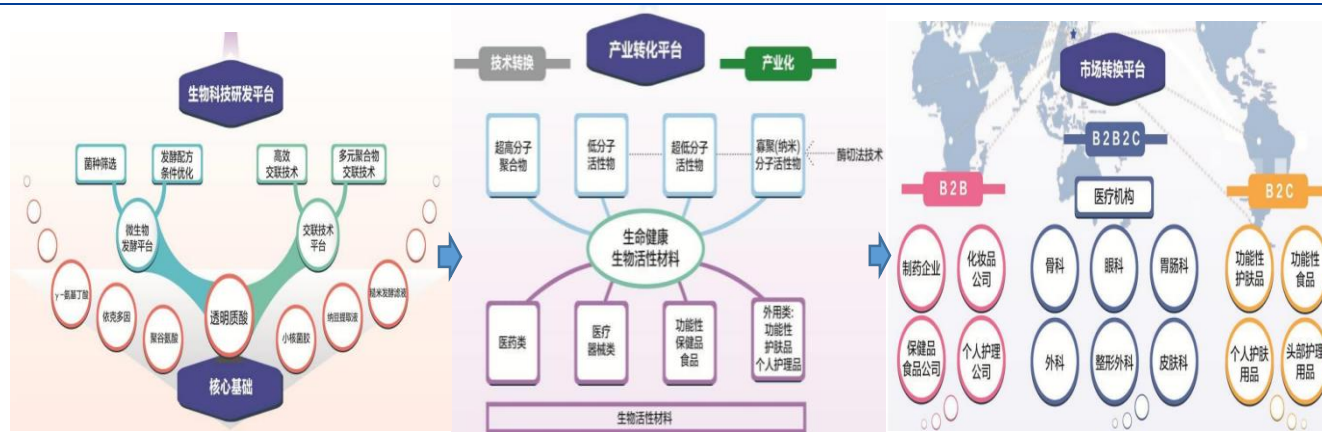 生物科技研发平台
菌种筛选
发酵配方
条件优化
高效
交联技术
多元聚合物
交联技术
微生物
发酵平台
交联技术
平台
γ-氨基丁酸
依克多因
聚谷氨酸
透明质酸
小核菌胶
纳豆提取液
糙米发酵滤液
核心基础
技术转换
产业转化平台
产业化
超高分子
聚合物
低分子
活性物
超低分子
活性物
寡聚(纳米)
分子活性物
酶切法技术
生命健康
生物活性材料
医药类
医疗
器械类
功能性
保健品
食品
外用类:
功能性
护肤品
个人护理品
生物活性材料
市场转换平台
B2B2C
B2B
医疗机构
B2C
制药企业
化妆品
公司
骨科
眼科
胃肠科
功能性
护肤品
功能性
食品
保健品
食品公司
个人护理
公司
外科
整形外科
皮肤科
个人护肤
用品
头部护理
用品